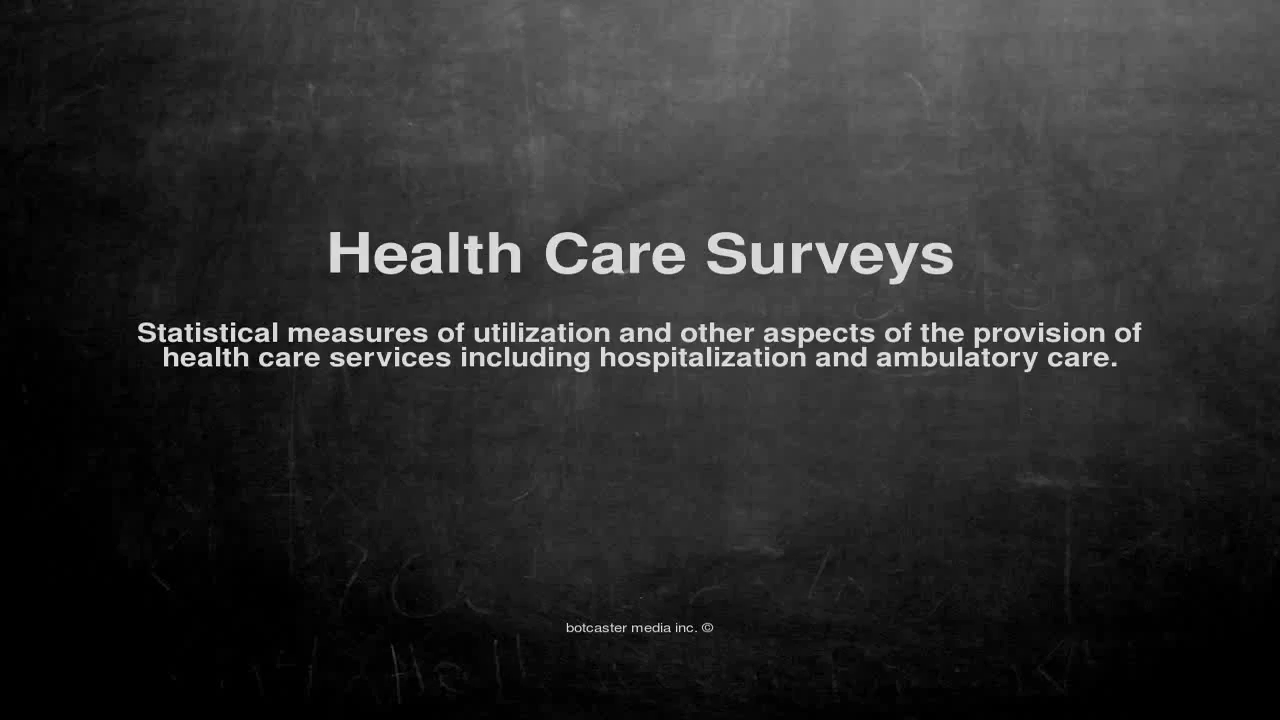 Health Care Surveys
Statistical measures of utilization and other aspects of the provision of
health care services including hospitalization and ambulatory care.
botcaster media inc. ©